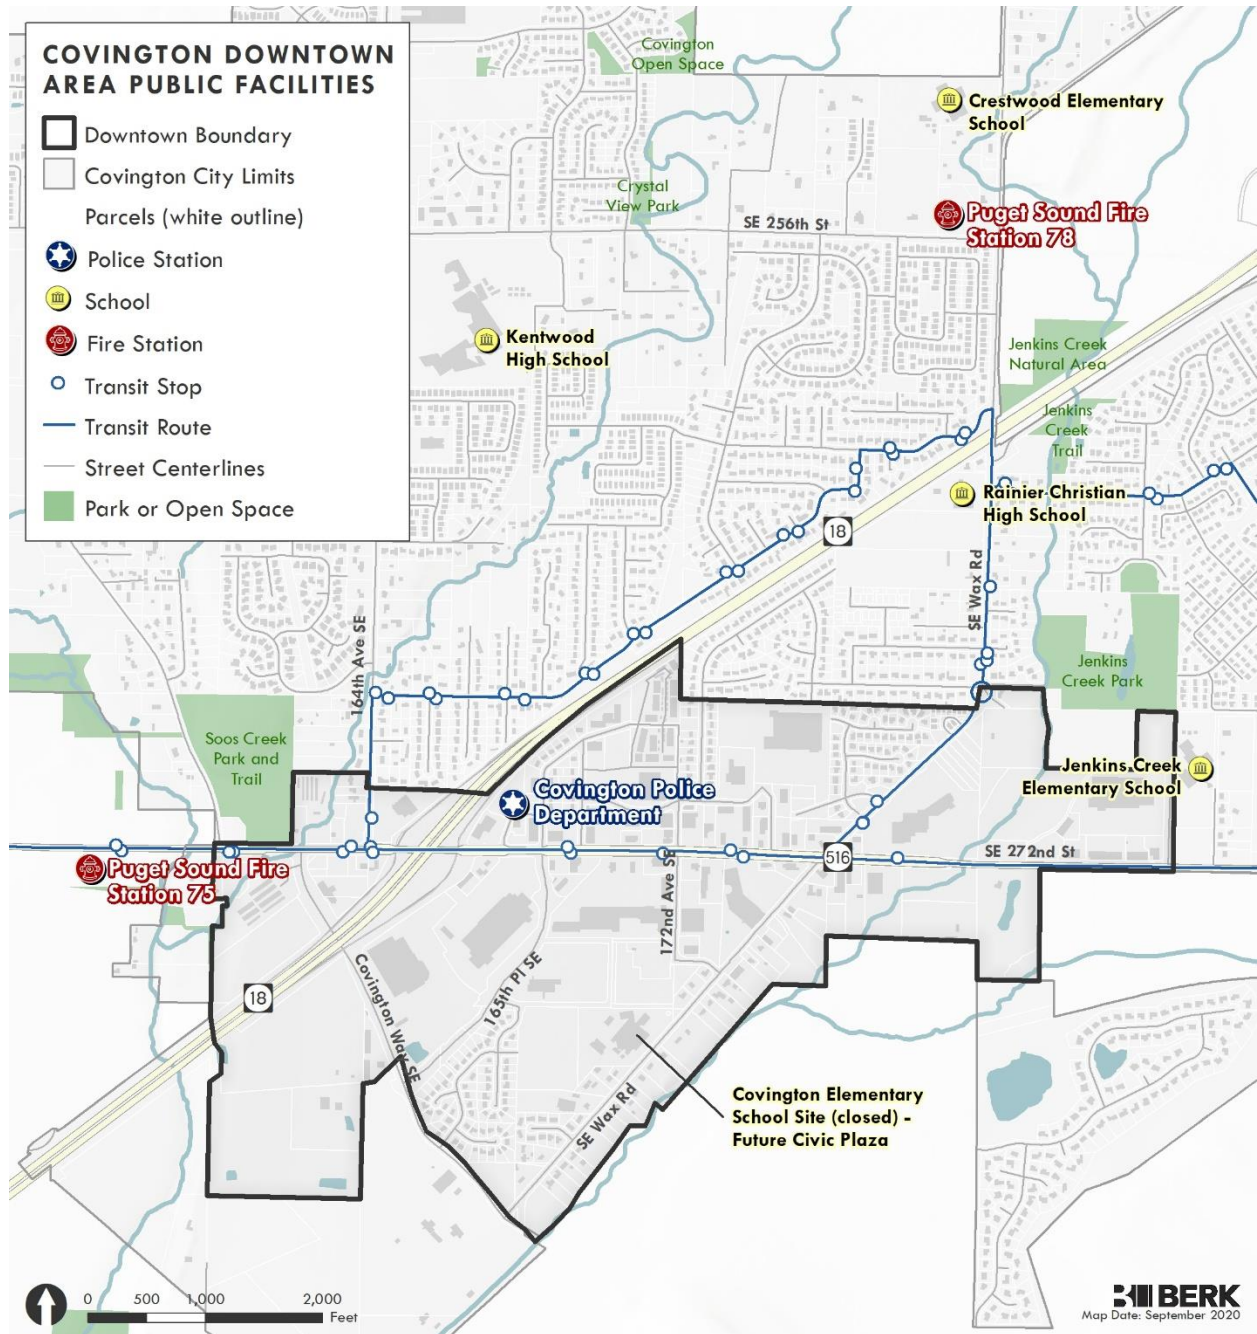 COVINGTON DOWNTOWN
AREA PUBLIC FACILITIES
Downtown Boundary
Covington City Limits
Parcels (white outline)
Police Station
School
Fire Station
Transit Stop
Transit Route
Street Centerlines
Park or Open Space
Covington
Open Space
Crestwood Elementary
School
Crystal
View Park
SE 256th St
Puget Sound Fire
Station 78
Kentwood
High School
Jenkins Creek
Natural Area
Jenkins
Creek
Trail
Rainier Christian
High School
18
SE Wax Rd
164th Ave SE
Jenkins
Creek Park
Soos Creek
Park and
Trail
Jenkins Creek
Elementary School
Covington Police
Department
Puget Sound Fire
Station 75
516
SE 272nd St
172nd Ave SE
165th Pl SE
18
Covington Way SE
SE Wax Rd
Covington Elementary
School Site (closed) -
Future Civic Plaza
0 500 1,000 2,000
Feet
BERK
Map Date: September 2020